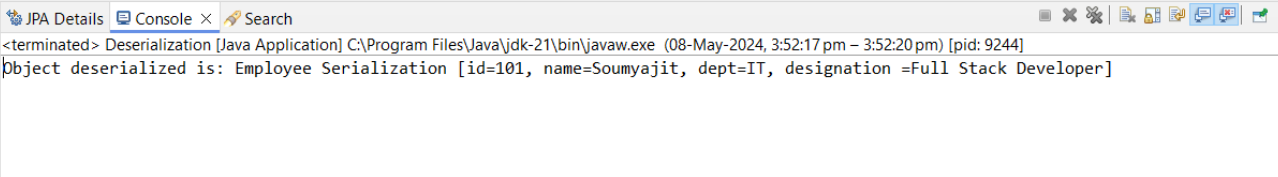 JPA Details Console Search
<terminated> Deserialization [Java Application] C:\Program Files\Java\jdk-21\bin\javaw.exe (08-May-2024, 3:52:17 pm – 3:52:20 pm) [pid: 9244]
Object deserialized is: Employee Serialization [id=101, name=Soumyajit, dept=IT, designation =Full Stack Developer]